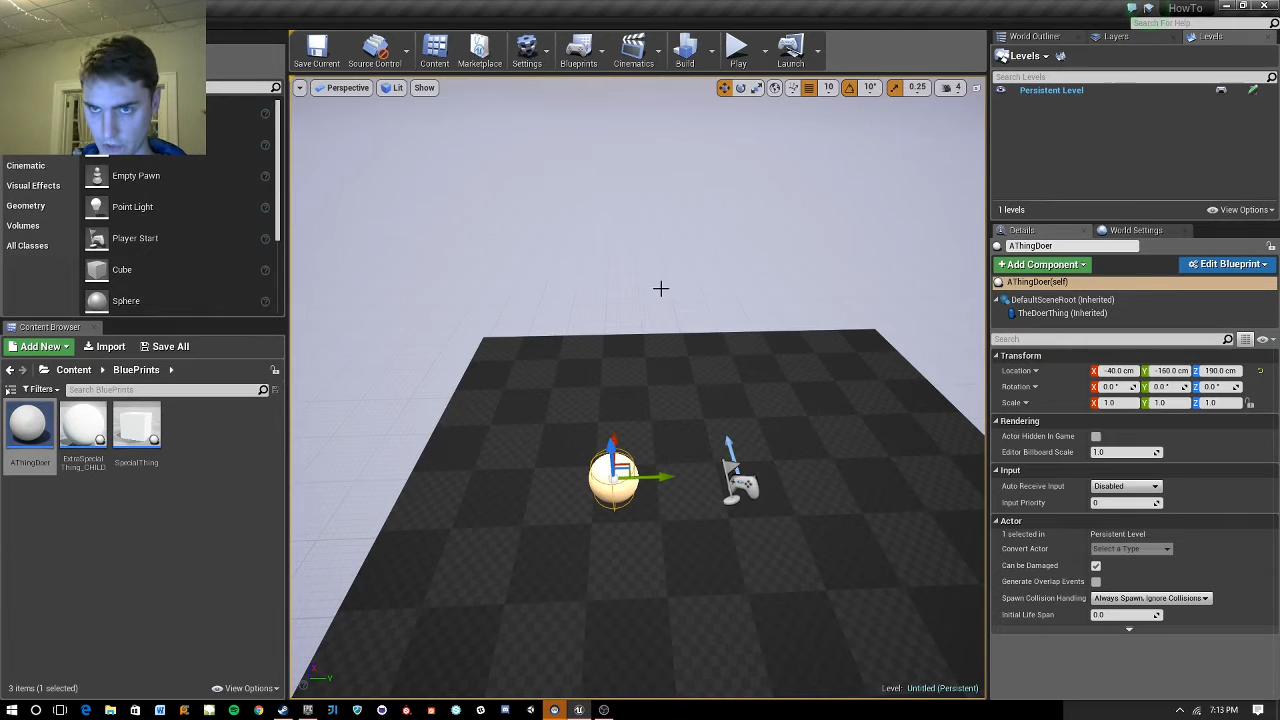 HowTo
Search For Help
Save Current
Source Control
Content
Marketplace
Settings
Blueprints
Cinematics
Build
Play
Launch
World Outliner
Layers
Levels
Levels
Search Levels
Persistent Level
1 levels
View Options
Perspective
Lit
Show
10
10°
0.25
4
Cinematic
Visual Effects
Geometry
Volumes
All Classes
Empty Pawn
Point Light
Player Start
Cube
Sphere
Content Browser
Add New
Import
Save All
Content
BluePrints
Filters
Search BluePrints
AThingDoer
ExtraSpecial
Thing_CHILD
SpecialThing
3 items (1 selected)
View Options
Details
World Settings
AThingDoer
+ Add Component
Edit Blueprint
AThingDoer(self)
DefaultSceneRoot (Inherited)
TheDoerThing (Inherited)
Search
Transform
Location X -40.0 cm Y -160.0 cm Z 190.0 cm
Rotation X 0.0 ° Y 0.0 ° Z 0.0 °
Scale X 1.0 Y 1.0 Z 1.0
Rendering
Actor Hidden In Game
Editor Billboard Scale 1.0
Input
Auto Receive Input Disabled
Input Priority 0
Actor
1 selected in Persistent Level
Convert Actor Select a Type
Can be Damaged
Generate Overlap Events
Spawn Collision Handling Always Spawn, Ignore Collisions
Initial Life Span 0.0
X
Y
Level: Untitled (Persistent)
7:13 PM